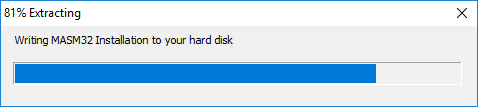 81% Extracting
Writing MASM32 Installation to your hard disk